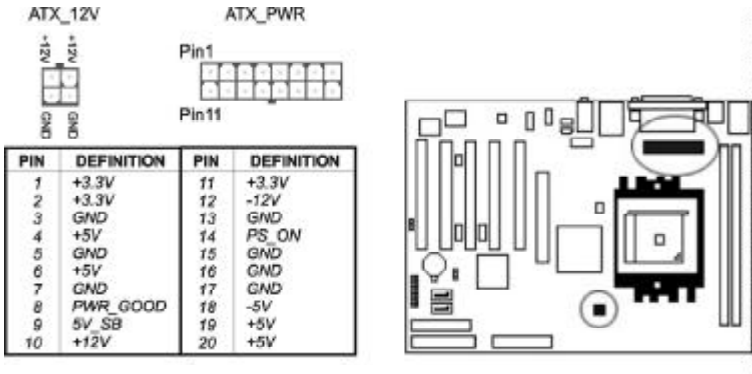 ATX_12V ATX_PWR
+12V +12V
GND GND
Pin1
Pin11
PIN DEFINITION PIN DEFINITION
1 +3.3V 11 +3.3V
2 +3.3V 12 -12V
3 GND 13 GND
4 +5V 14 PS_ON
5 GND 15 GND
6 +5V 16 GND
7 GND 17 GND
8 PWR_GOOD 18 -5V
9 5V_SB 19 +5V
10 +12V 20 +5V